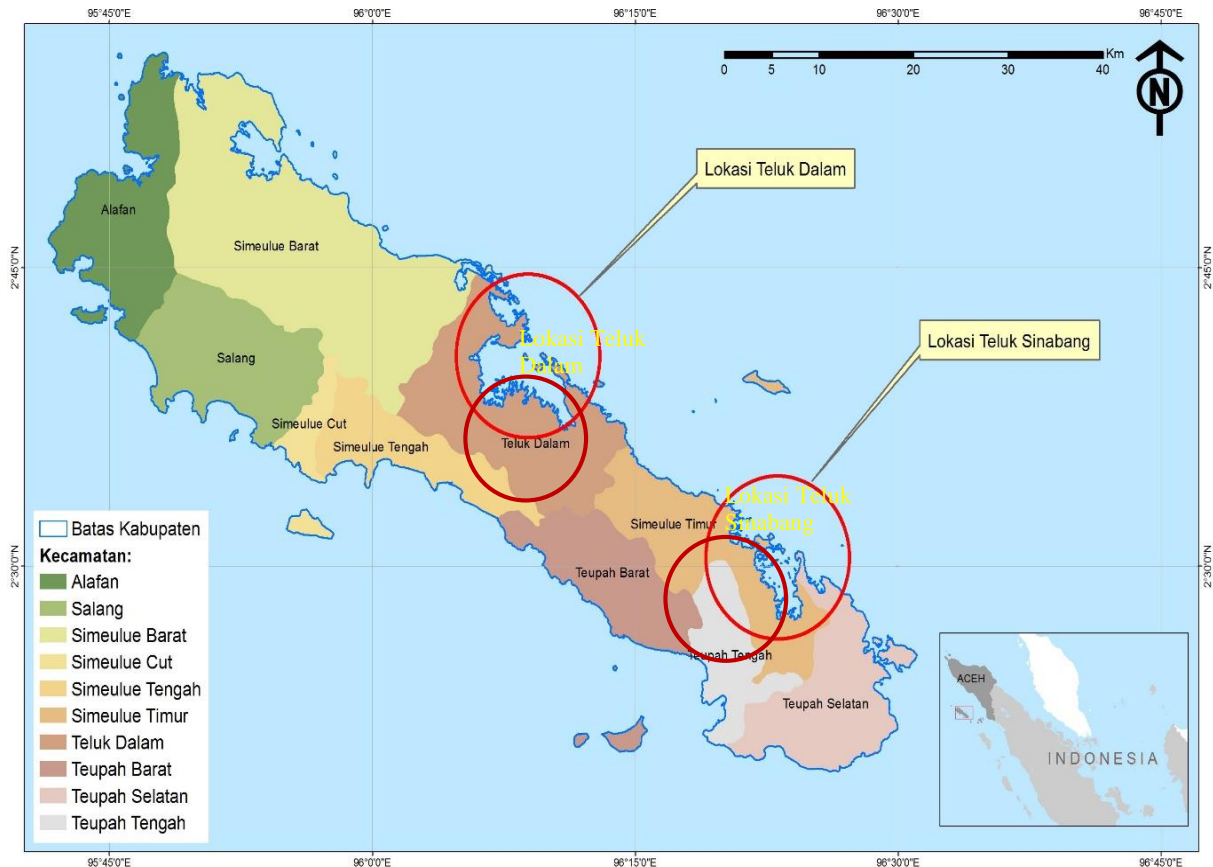 95°45'0"E
96°0'0"E
96°15'0"E
96°30'0"E
96°45'0"E
Km
0 5 10 20 30 40
N
Lokasi Teluk Dalam
Alafan
Simeulue Barat
2°45'0"N
2°45'0"N
Lokasi Teluk
Dalam
Lokasi Teluk Sinabang
Salang
Simeulue Cut
Simeulue Tengah
Teluk Dalam
Lokasi Teluk
Sinabang
Simeulue Timur
Teupah Barat
2°30'0"N
2°30'0"N
Teupah Tengah
Teupah Selatan
Batas Kabupaten
Kecamatan:
Alafan
Salang
Simeulue Barat
Simeulue Cut
Simeulue Tengah
Simeulue Timur
Teluk Dalam
Teupah Barat
Teupah Selatan
Teupah Tengah
ACEH
INDONESIA
95°45'0"E
96°0'0"E
96°15'0"E
96°30'0"E
96°45'0"E